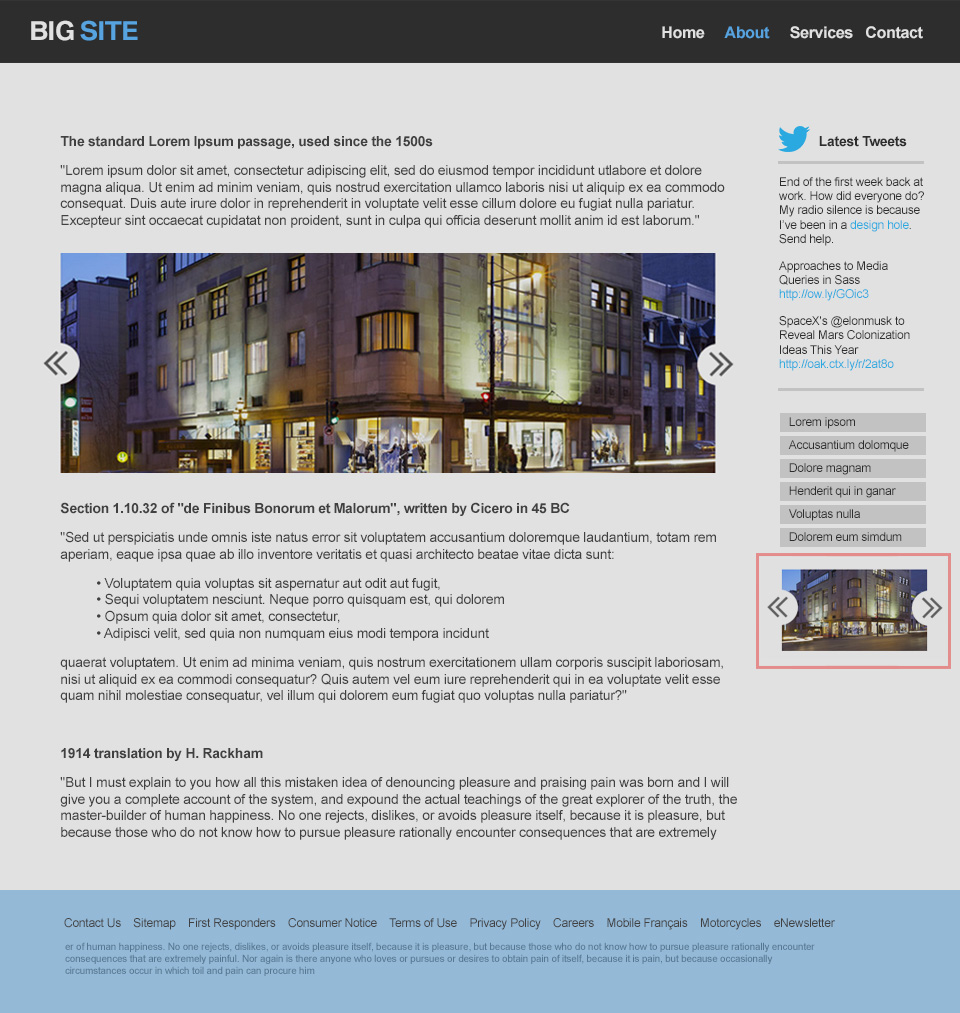 BIG SITE
Home About Services Contact
The standard Lorem Ipsum passage, used since the 1500s
"Lorem ipsum dolor sit amet, consectetur adipiscing elit, sed do eiusmod tempor incididunt utlabore et dolore
magna aliqua. Ut enim ad minim veniam, quis nostrud exercitation ullamco laboris nisi ut aliquip ex ea commodo
consequat. Duis aute irure dolor in reprehenderit in voluptate velit esse cillum dolore eu fugiat nulla pariatur.
Excepteur sint occaecat cupidatat non proident, sunt in culpa qui officia deserunt mollit anim id est laborum."
Section 1.10.32 of "de Finibus Bonorum et Malorum", written by Cicero in 45 BC
"Sed ut perspiciatis unde omnis iste natus error sit voluptatem accusantium doloremque laudantium, totam rem
aperiam, eaque ipsa quae ab illo inventore veritatis et quasi architecto beatae vitae dicta sunt:
• Voluptatem quia voluptas sit aspernatur aut odit aut fugit,
• Sequi voluptatem nesciunt. Neque porro quisquam est, qui dolorem
• Opsum quia dolor sit amet, consectetur,
• Adipisci velit, sed quia non numquam eius modi tempora incidunt
quaerat voluptatem. Ut enim ad minima veniam, quis nostrum exercitationem ullam corporis suscipit laboriosam,
nisi ut aliquid ex ea commodi consequatur? Quis autem vel eum iure reprehenderit qui in ea voluptate velit esse
quam nihil molestiae consequatur, vel illum qui dolorem eum fugiat quo voluptas nulla pariatur?"
1914 translation by H. Rackham
"But I must explain to you how all this mistaken idea of denouncing pleasure and praising pain was born and I will
give you a complete account of the system, and expound the actual teachings of the great explorer of the truth, the
master-builder of human happiness. No one rejects, dislikes, or avoids pleasure itself, because it is pleasure, but
because those who do not know how to pursue pleasure rationally encounter consequences that are extremely
Latest Tweets
End of the first week back at
work. How did everyone do?
My radio silence is because
I've been in a design hole.
Send help.
Approaches to Media
Queries in Sass
http://ow.ly/GOic3
SpaceX's @elonmusk to
Reveal Mars Colonization
Ideas This Year
http://oak.ctx.ly/r/2at8o
Lorem ipsom
Accusantium dolomque
Dolore magnam
Henderit qui in ganar
Voluptas nulla
Dolorem eum simdum
Contact Us Sitemap First Responders Consumer Notice Terms of Use Privacy Policy Careers Mobile Français Motorcycles eNewsletter
er of human happiness. No one rejects, dislikes, or avoids pleasure itself, because it is pleasure, but because those who do not know how to pursue pleasure rationally encounter
consequences that are extremely painful. Nor again is there anyone who loves or pursues or desires to obtain pain of itself, because it is pain, but because occasionally
circumstances occur in which toil and pain can procure him